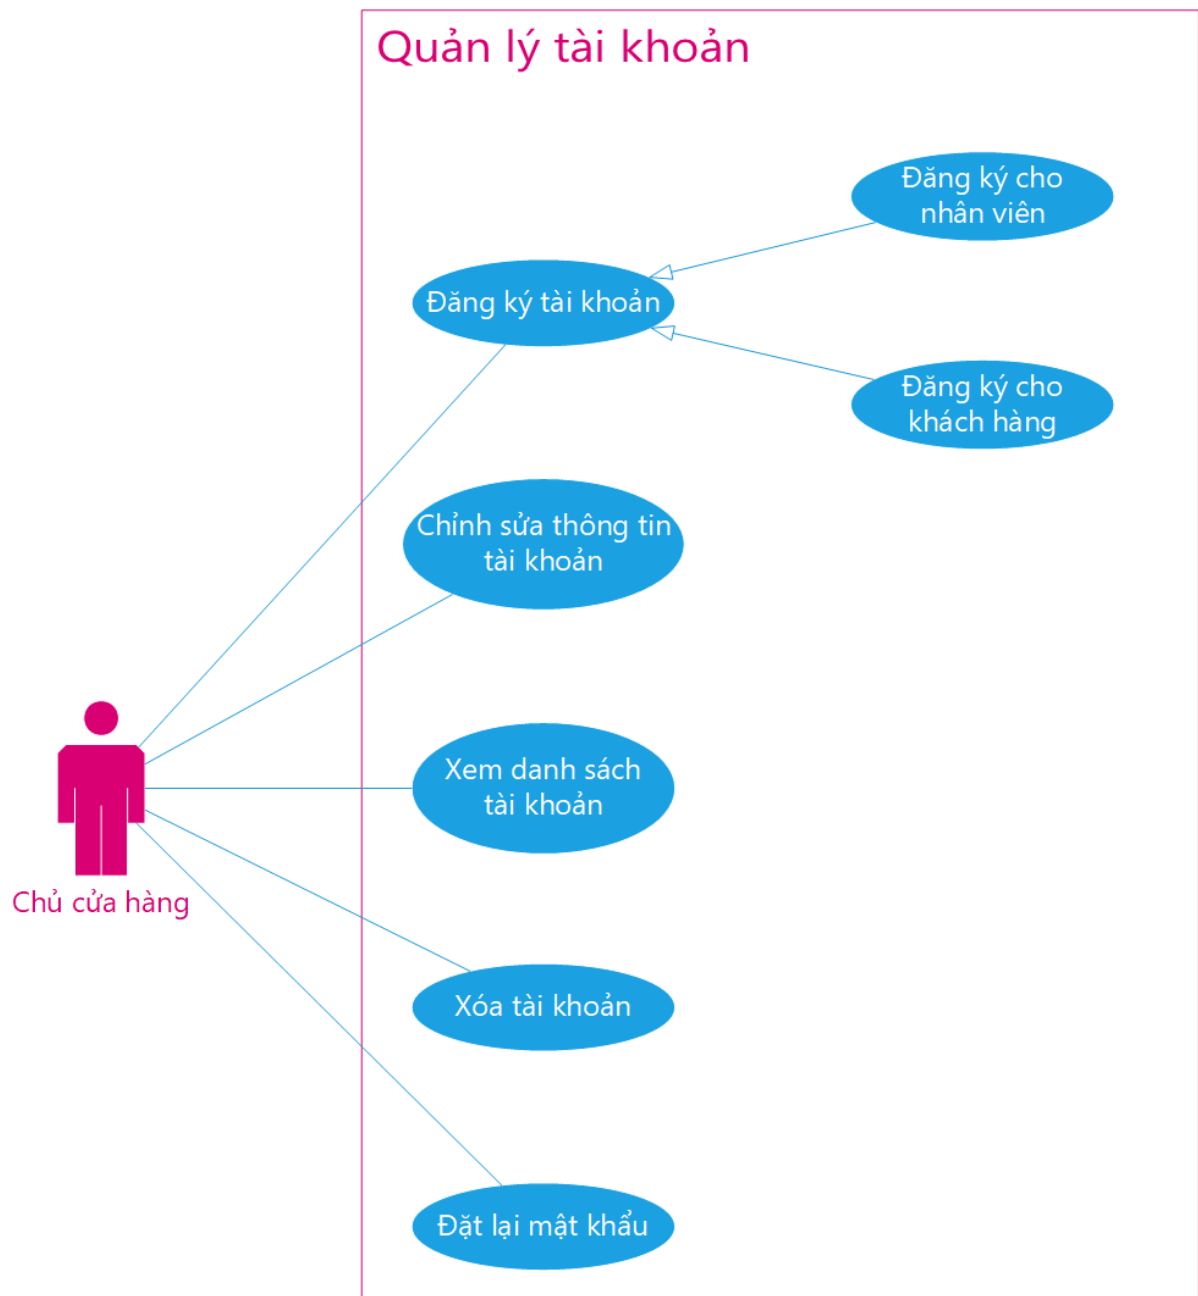 Quản lý tài khoản
Đăng ký cho
nhân viên
Đăng ký tài khoản
Đăng ký cho
khách hàng
Chỉnh sửa thông tin
tài khoản
Xem danh sách
tài khoản
Chủ cửa hàng
Xóa tài khoản
Đặt lại mật khẩu